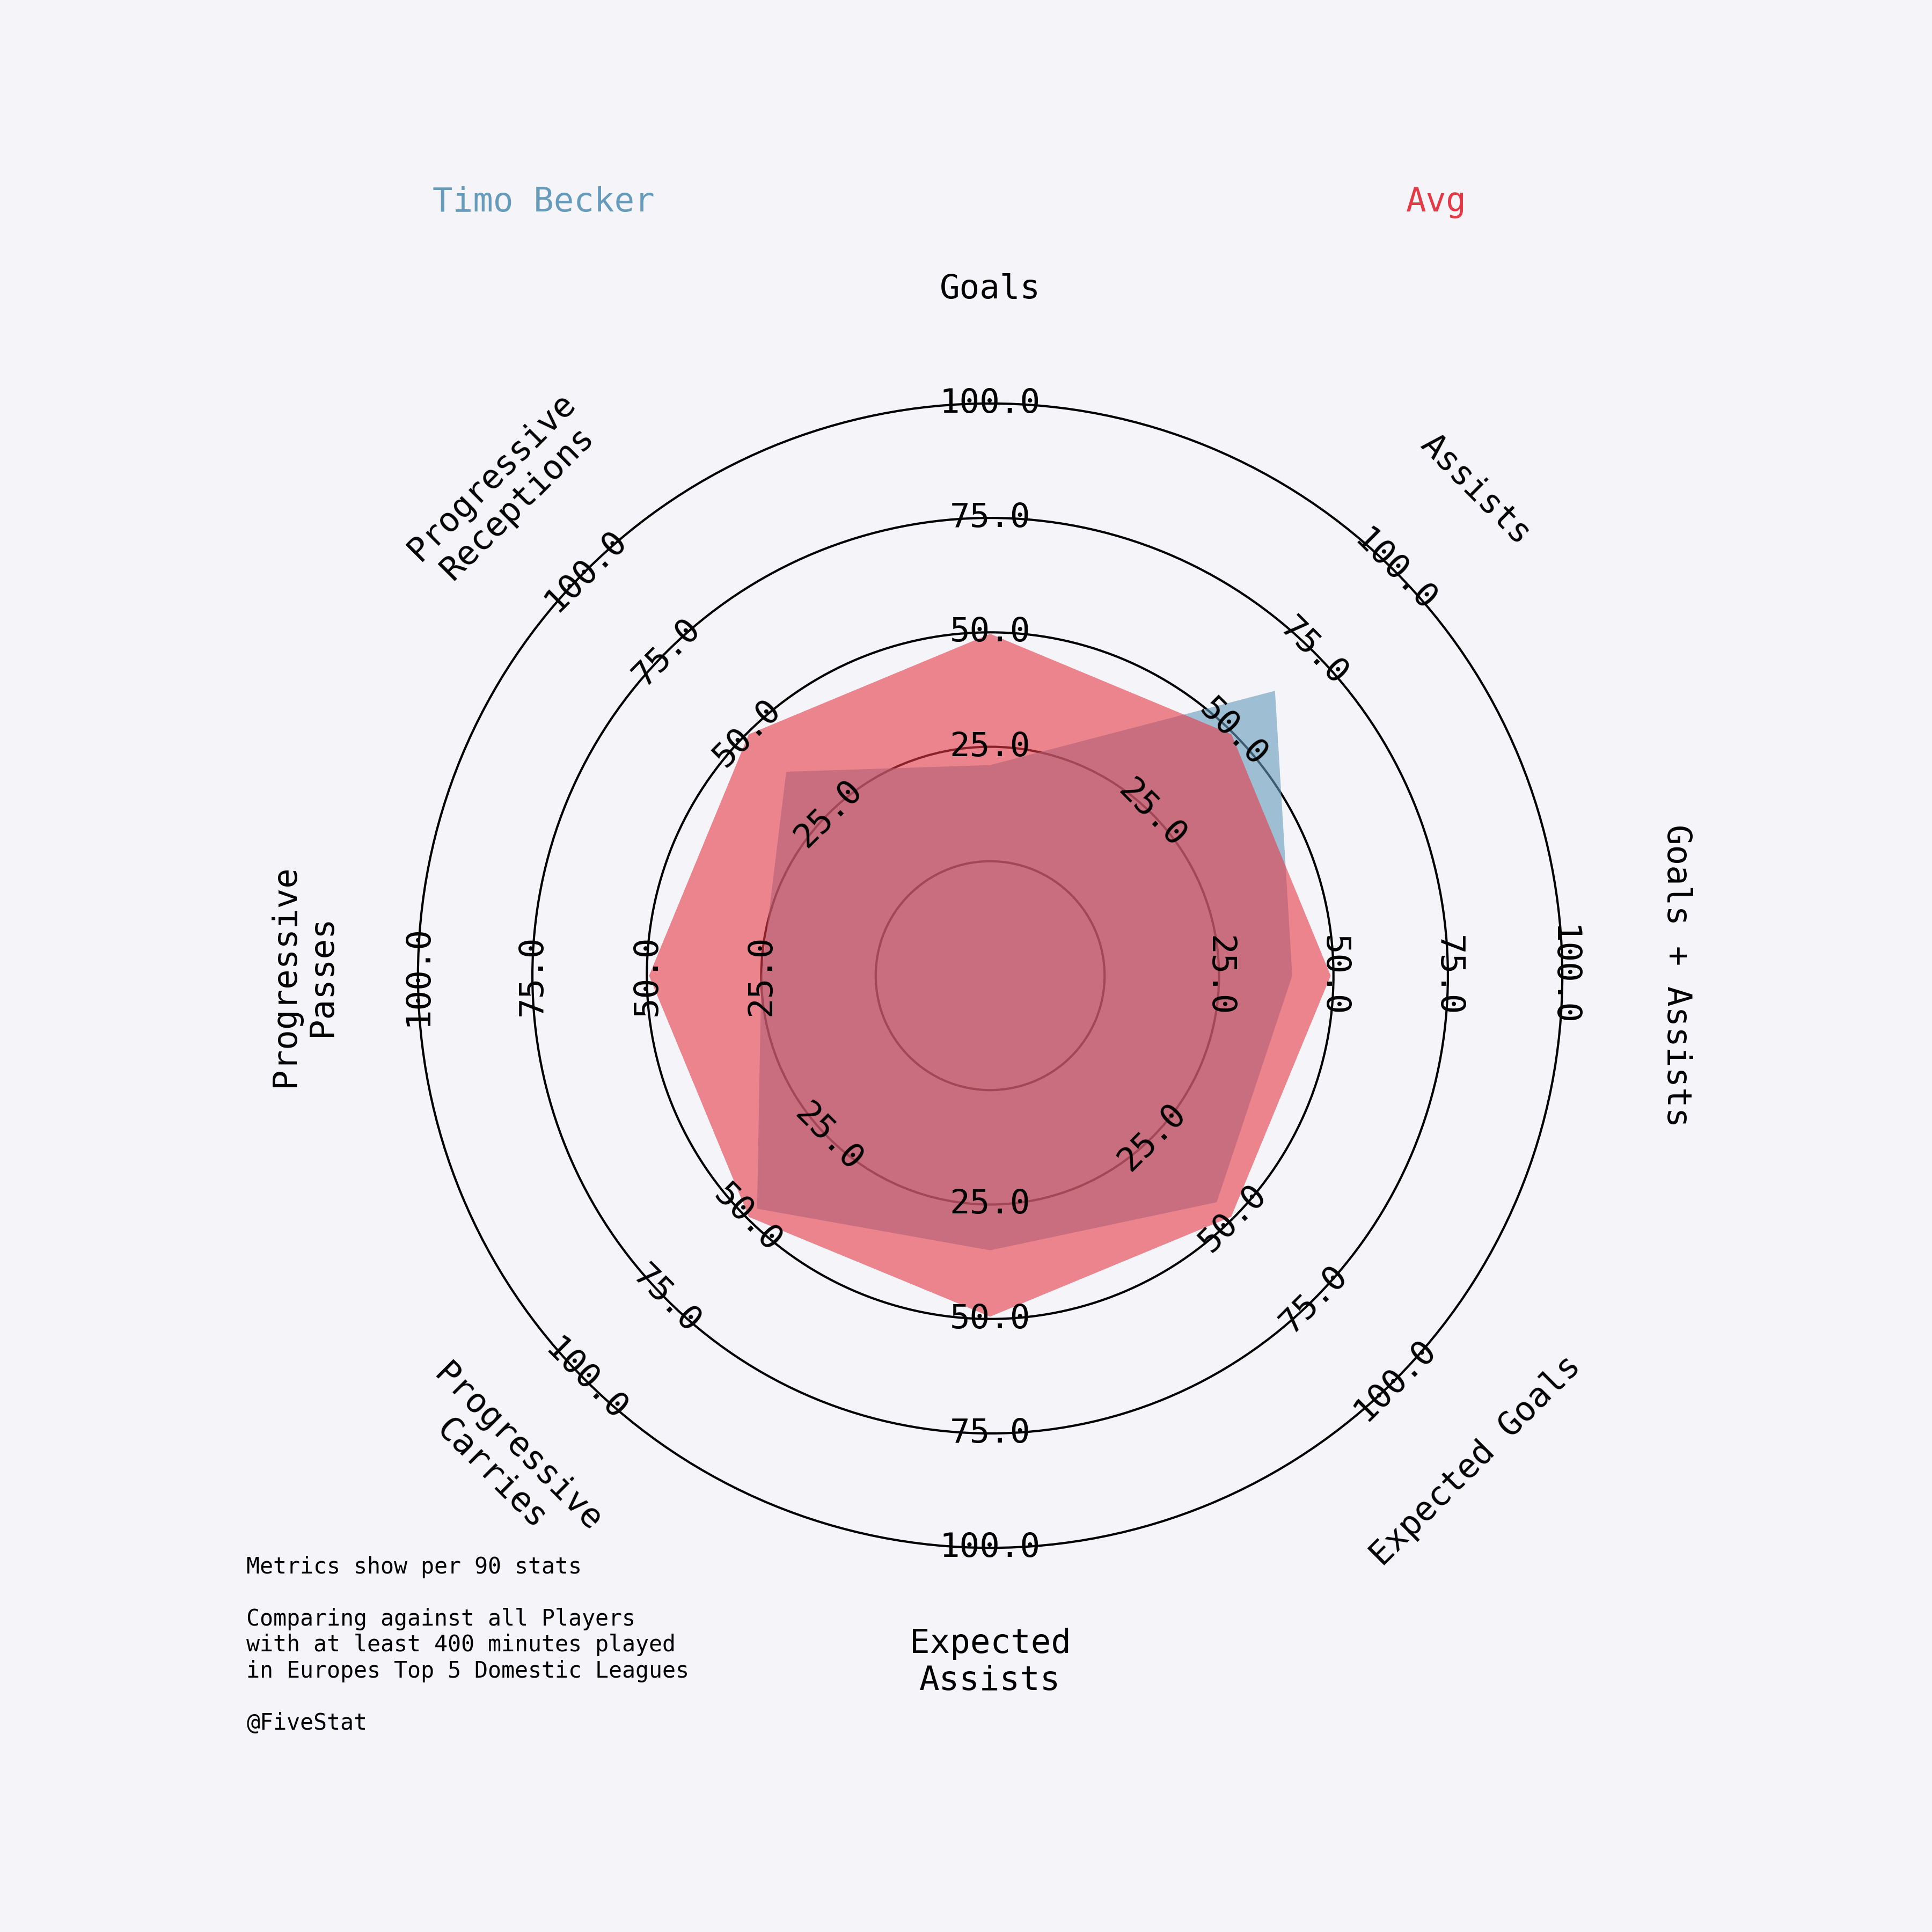 Timo Becker
Avg
Goals
Assists
Goals + Assists
Expected Goals
Expected
Assists
Progressive
Carries
Progressive
Passes
Progressive
Receptions
25.0
50.0
75.0
100.0
25.0
50.0
75.0
100.0
25.0
50.0
75.0
100.0
25.0
50.0
75.0
100.0
25.0
50.0
75.0
100.0
25.0
50.0
75.0
100.0
25.0
50.0
75.0
100.0
25.0
50.0
75.0
100.0
Metrics show per 90 stats
Comparing against all Players
with at least 400 minutes played
in Europes Top 5 Domestic Leagues
@FiveStat